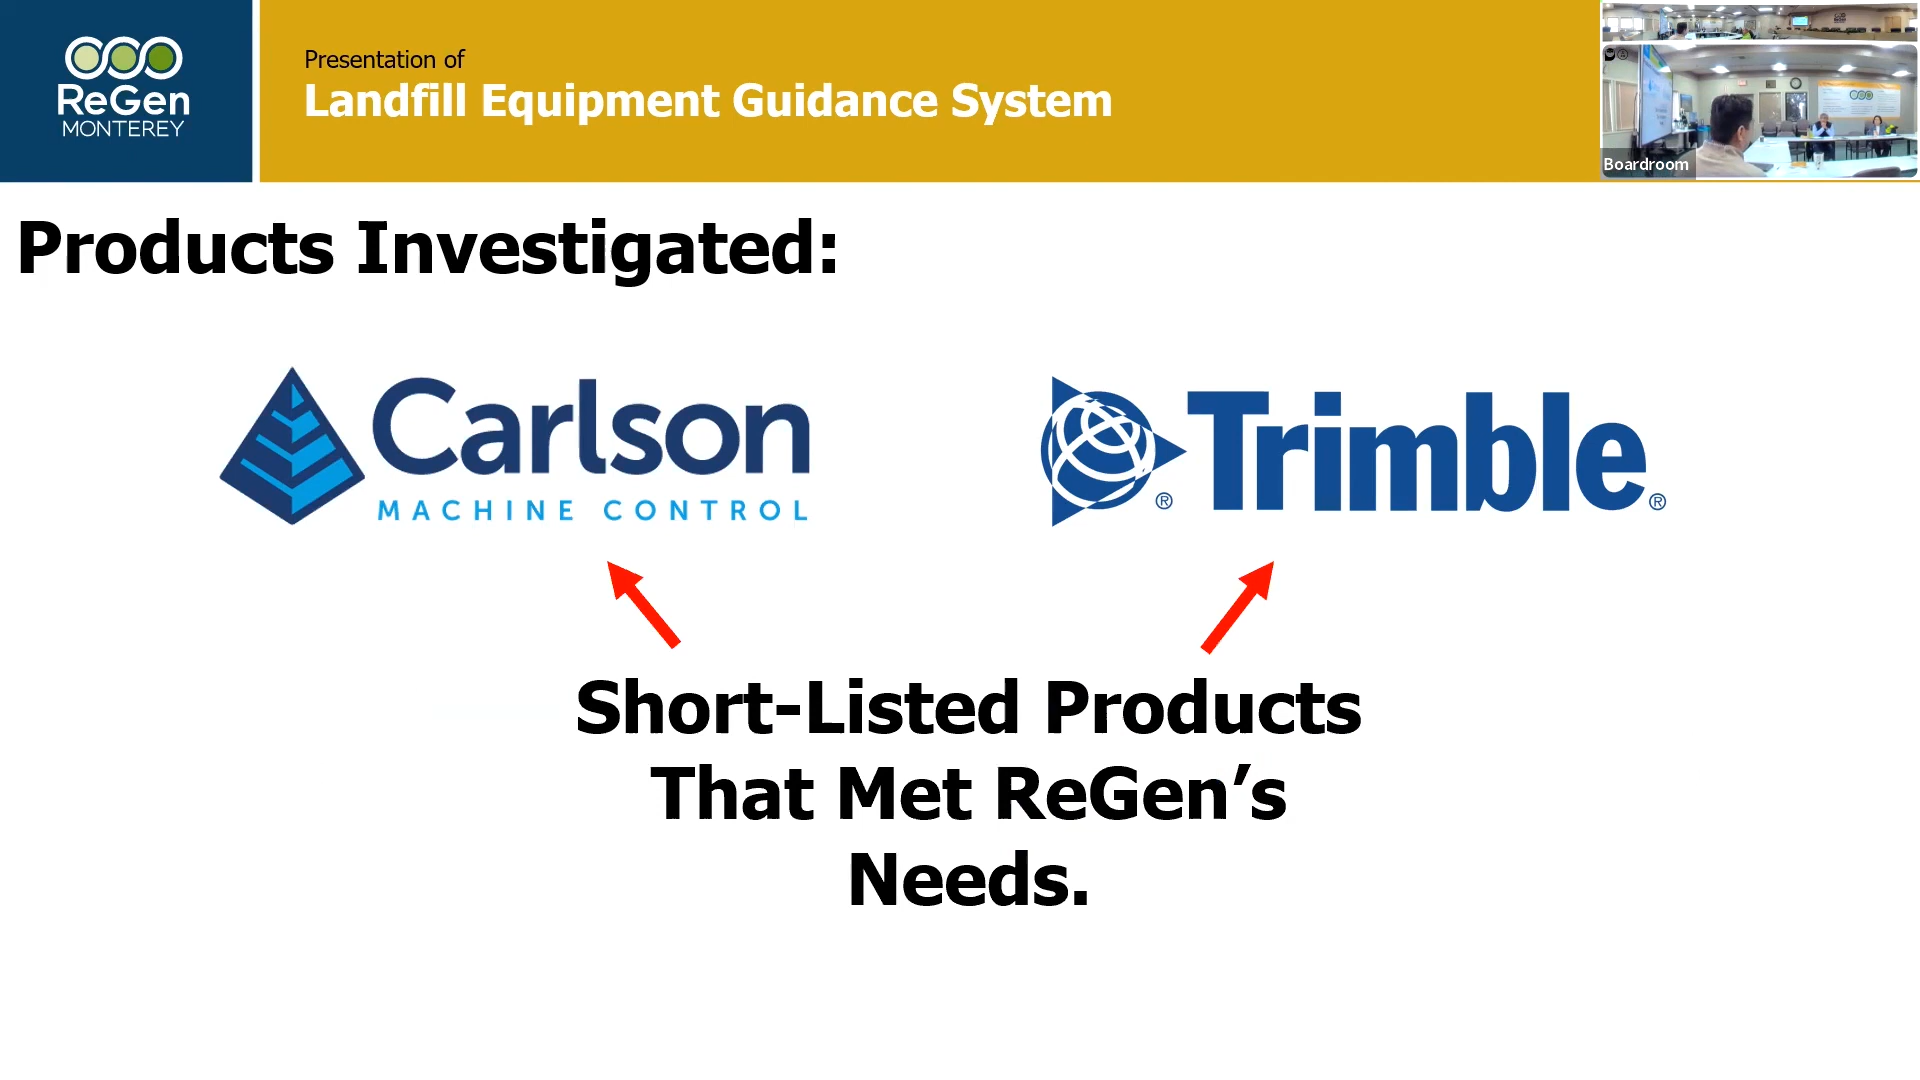 ReGen
MONTEREY
Presentation of
Landfill Equipment Guidance System
Boardroom
Products Investigated:
Carlson
MACHINE CONTROL
® Trimble®
Short-Listed Products
That Met ReGen’s
Needs.